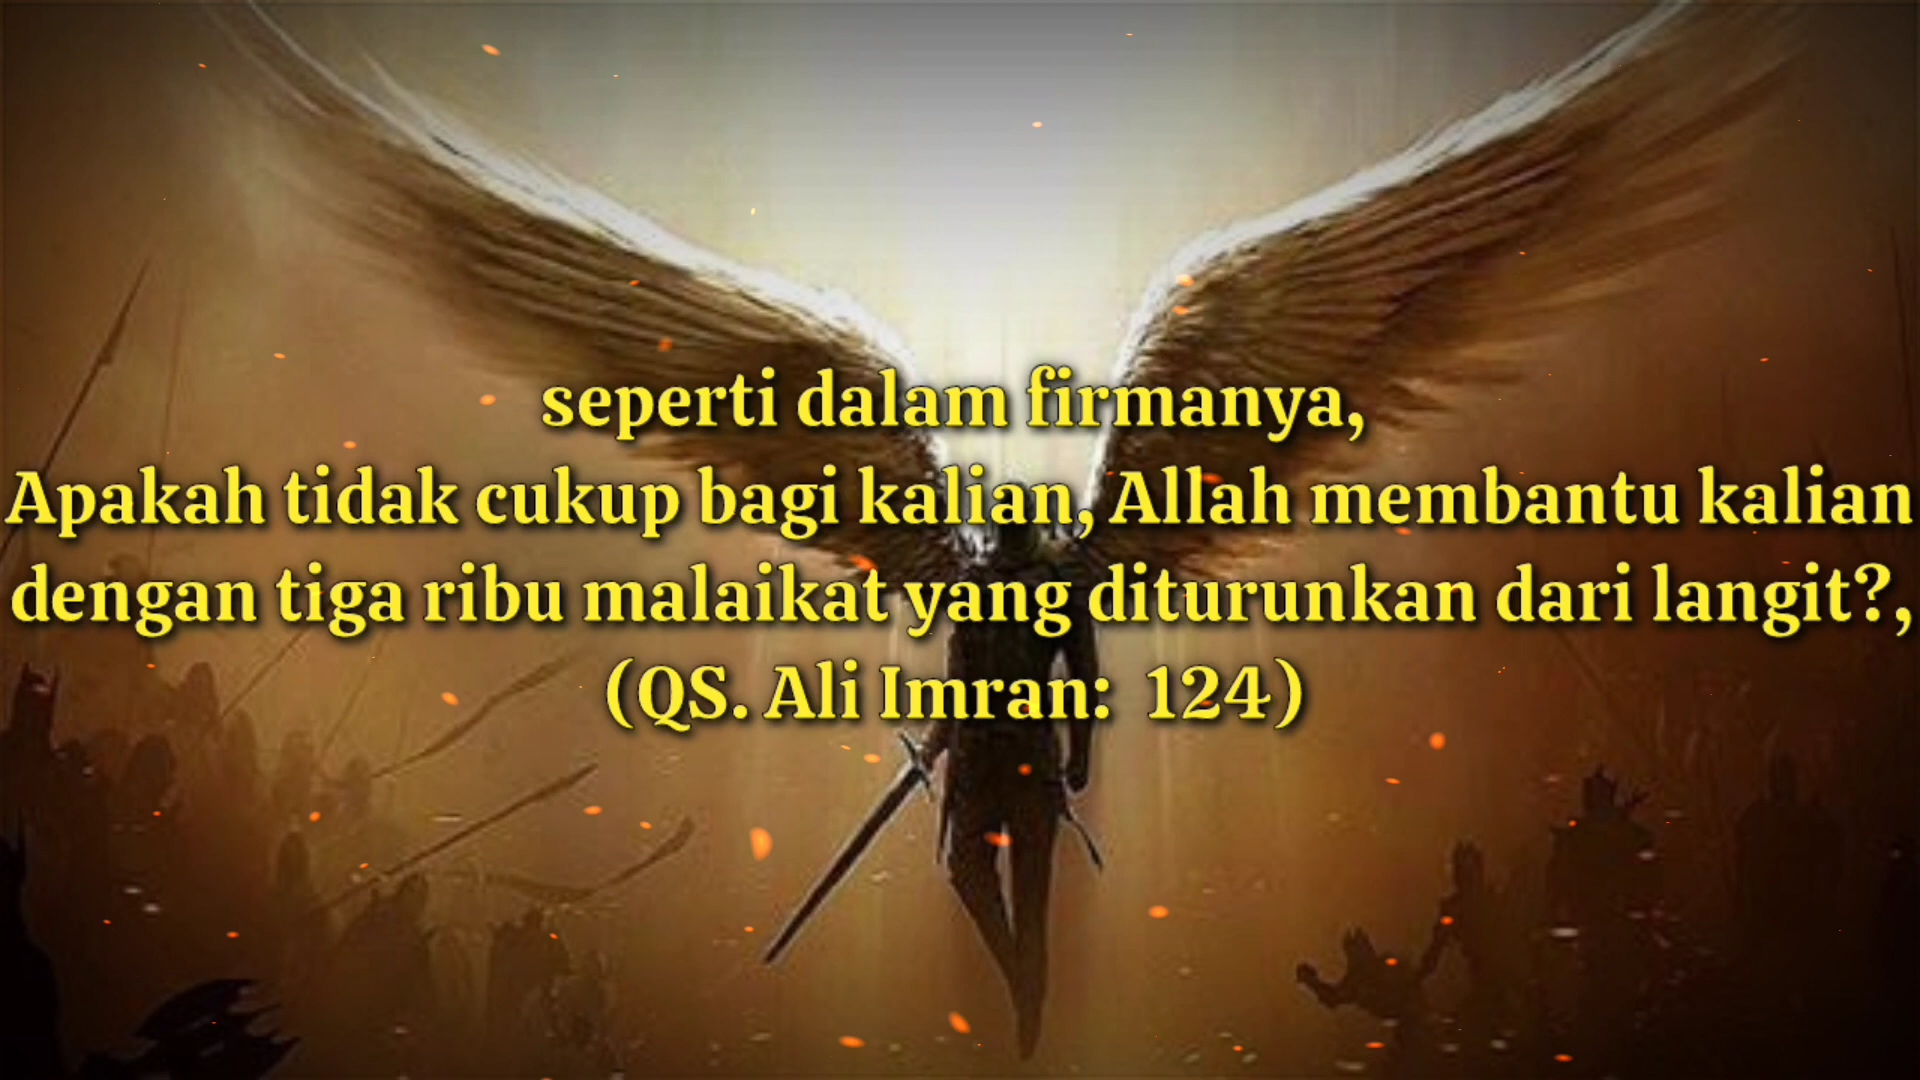 seperti dalam firmanya,
Apakah tidak cukup bagi kalian, Allah membantu kalian
dengan tiga ribu malaikat yang diturunkan dari langit?,
(QS. Ali Imran:  124)